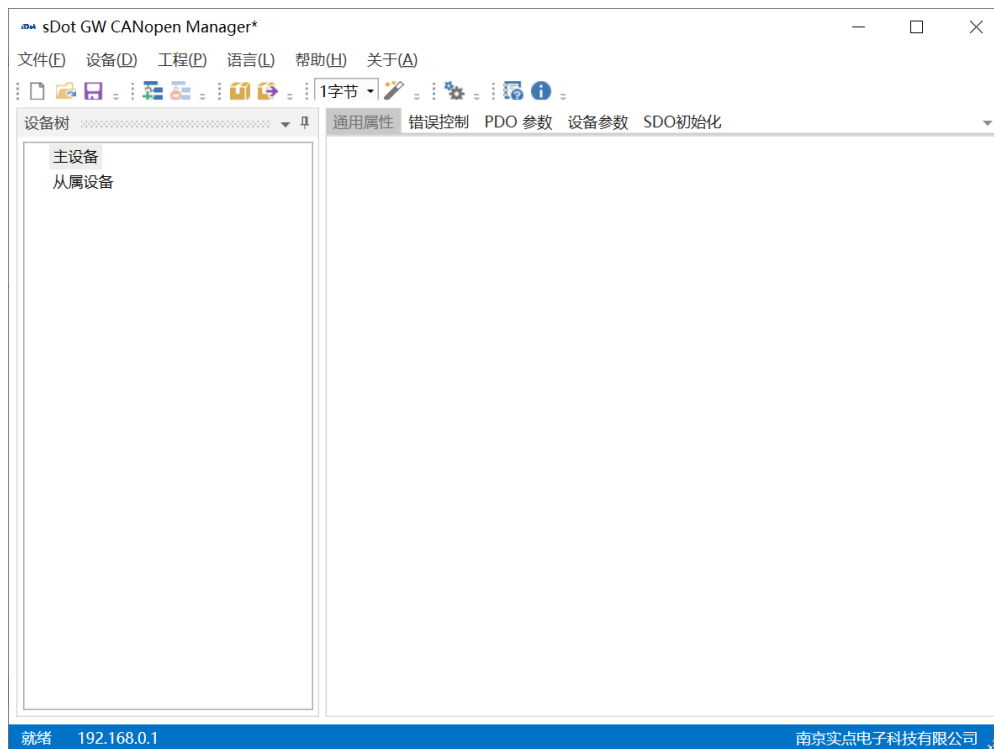 sDot GW CANopen Manager*
文件(F) 设备(D) 工程(P) 语言(L) 帮助(H) 关于(A)
1字节
设备树
通用属性 错误控制 PDO 参数 设备参数 SDO初始化
主设备
从属设备
就绪 192.168.0.1 南京实点电子科技有限公司